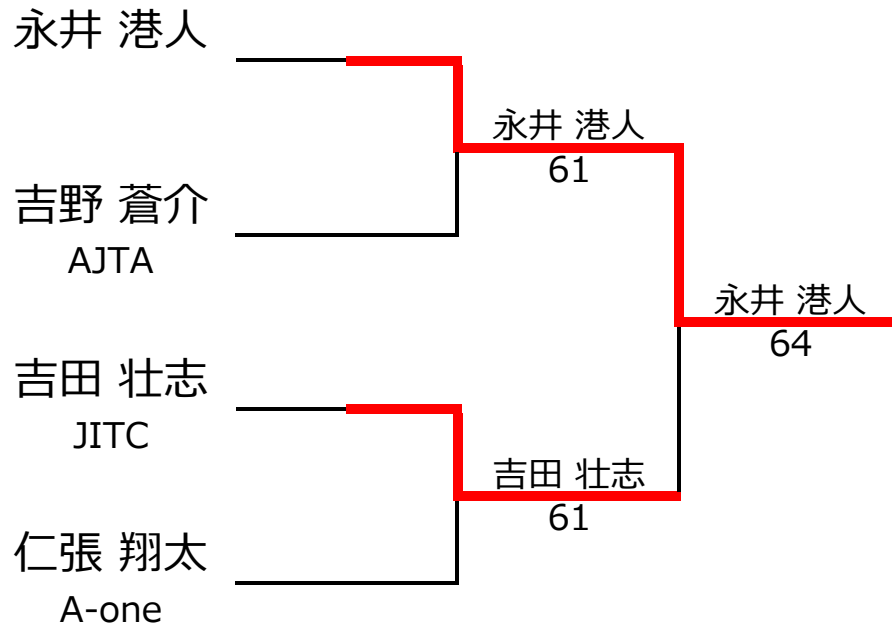 永井 港人
永井 港人
61
吉野 蒼介
AJTA
永井 港人
64
吉田 壮志
JITC
吉田 壮志
61
仁張 翔太
A-one